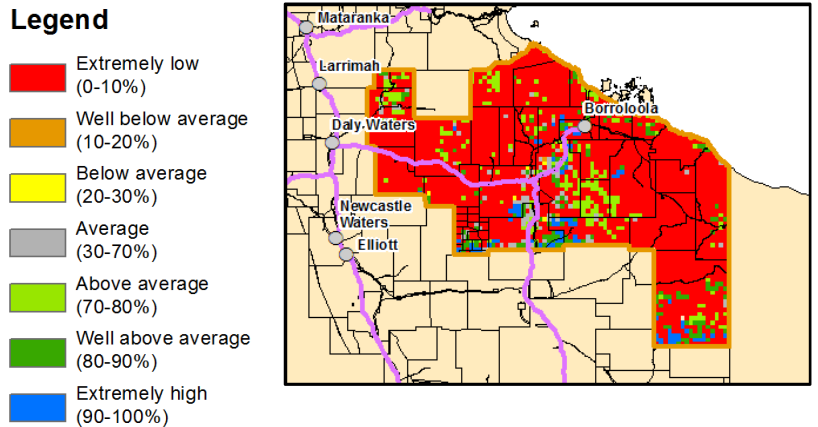 Legend
Extremely low
(0-10%)
Well below average
(10-20%)
Below average
(20-30%)
Average
(30-70%)
Above average
(70-80%)
Well above average
(80-90%)
Extremely high
(90-100%)
Mataranka
Larrimah
Borroloola
Daly Waters
Newcastle
Waters
Elliott